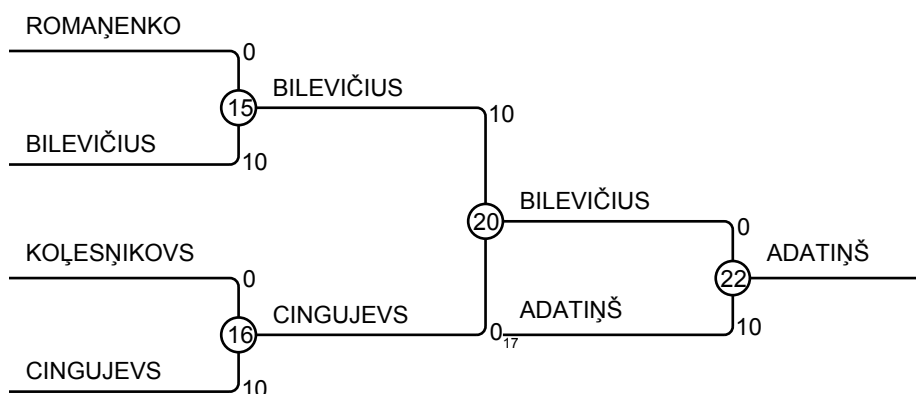 ROMAŅENKO
0
15
BILEVIČIUS
10
BILEVIČIUS
10
20
BILEVIČIUS
0
KOĻESŅIKOVS
0
16
CINGUJEVS
0
17
CINGUJEVS
10
ADATIŅŠ
10
22
ADATIŅŠ